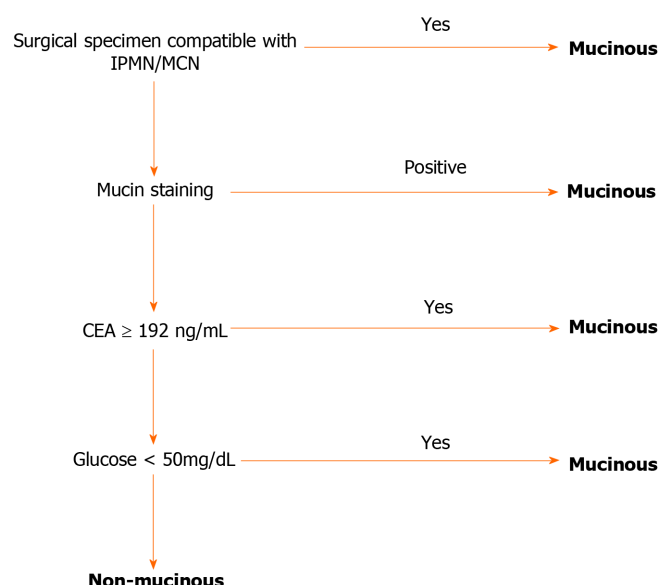 Yes
Surgical specimen compatible with
IPMN/MCN
Mucinous
Positive
Mucin staining
Mucinous
Yes
CEA ≥ 192 ng/mL
Mucinous
Yes
Glucose < 50mg/dL
Mucinous
Non-mucinous